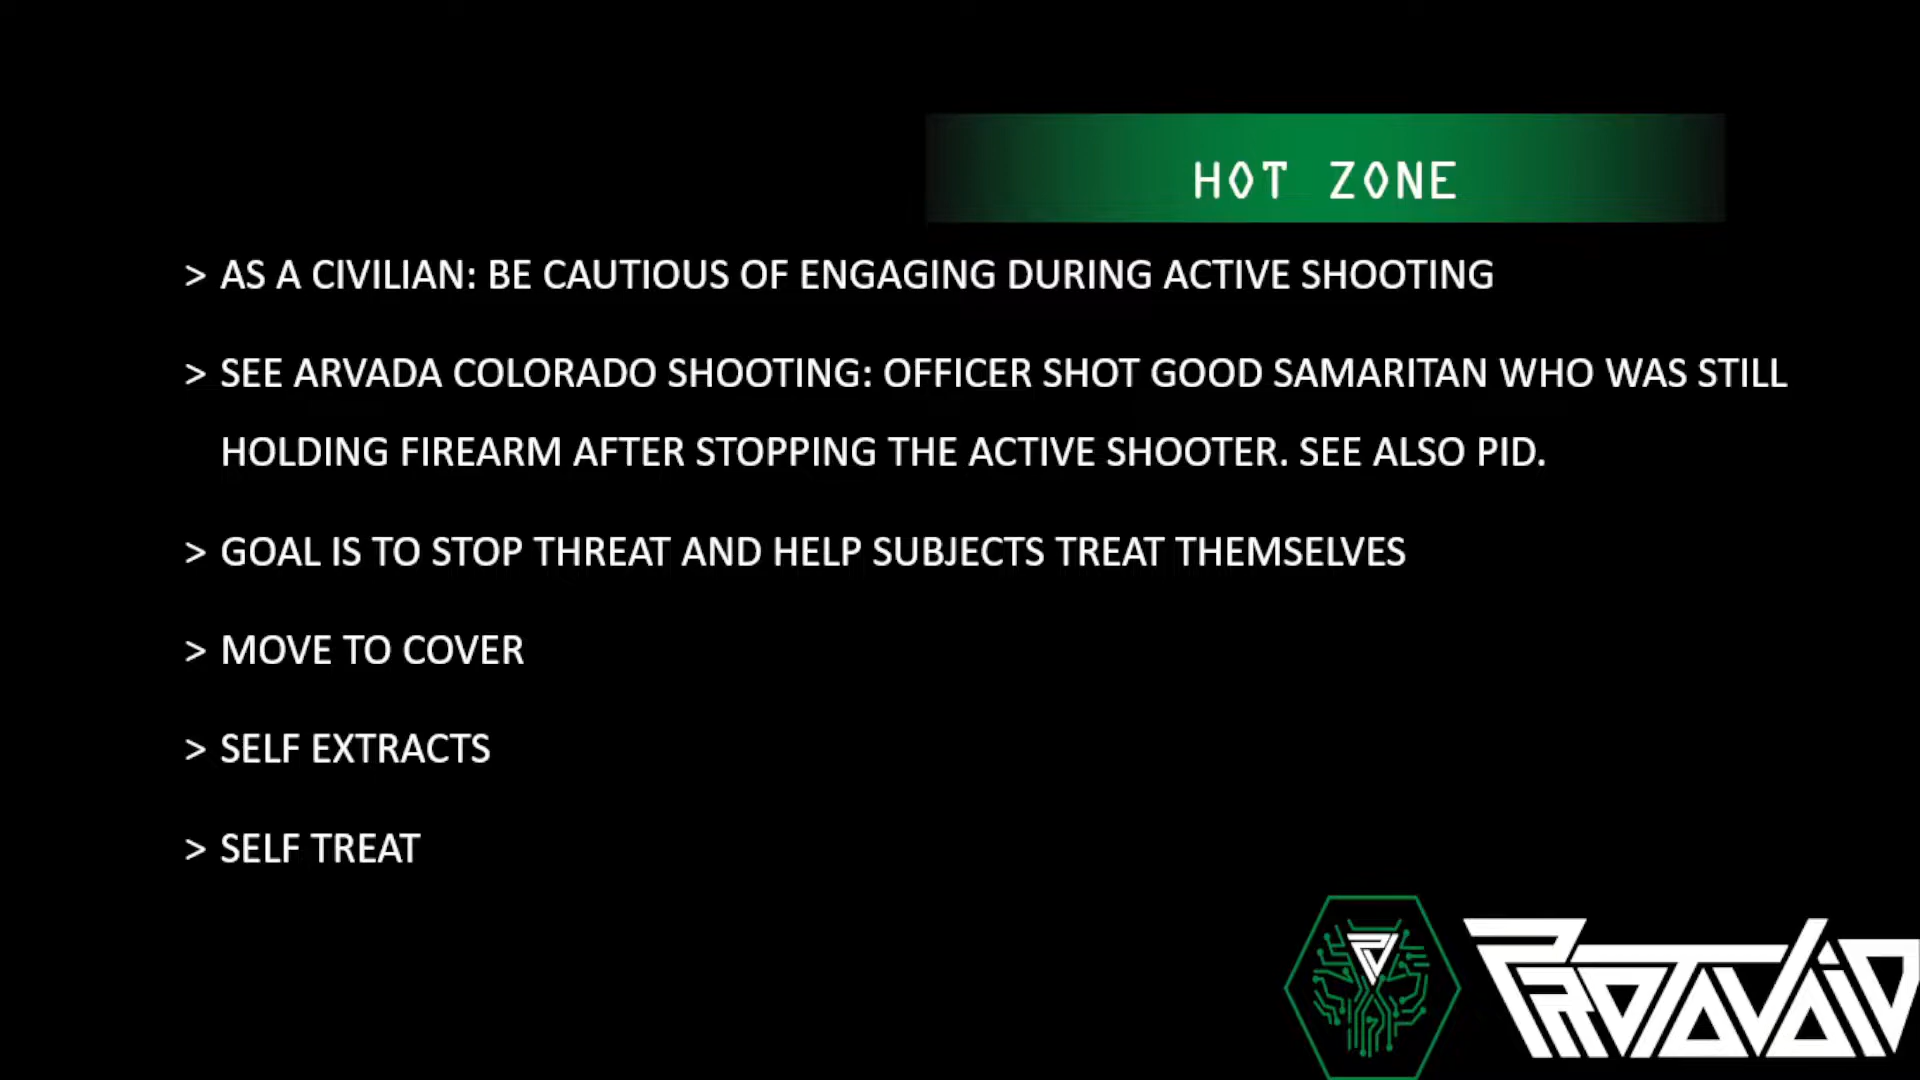 HOT ZONE
> AS A CIVILIAN: BE CAUTIOUS OF ENGAGING DURING ACTIVE SHOOTING
> SEE ARVADA COLORADO SHOOTING: OFFICER SHOT GOOD SAMARITAN WHO WAS STILL
HOLDING FIREARM AFTER STOPPING THE ACTIVE SHOOTER. SEE ALSO PID.
> GOAL IS TO STOP THREAT AND HELP SUBJECTS TREAT THEMSELVES
> MOVE TO COVER
> SELF EXTRACTS
> SELF TREAT
PROTOVOID